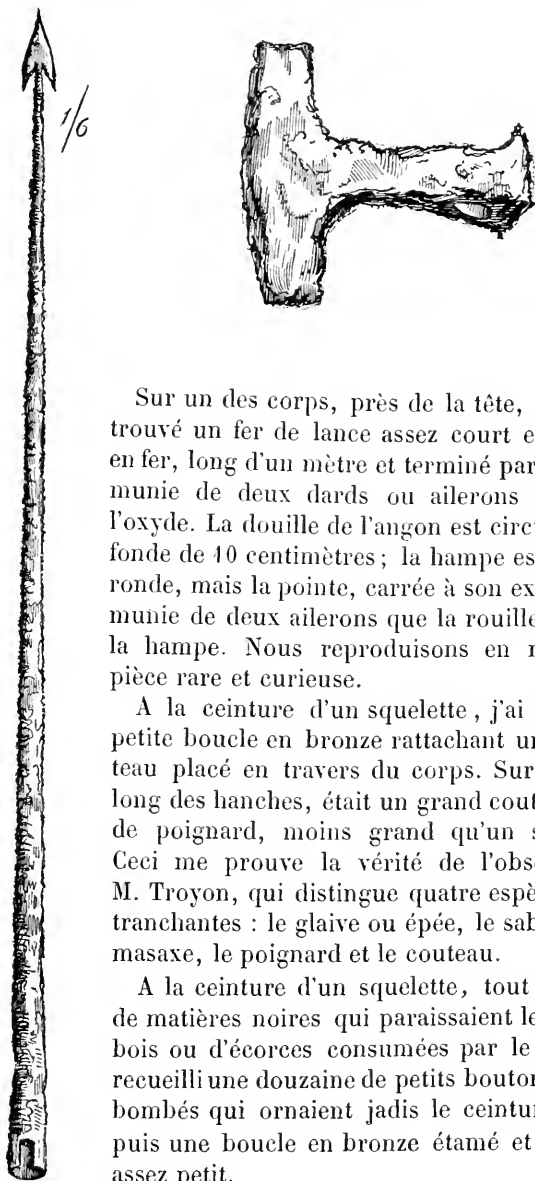 1/6
Sur un des corps, près de la tête,
trouvé un fer de lance assez court e
en fer, long d'un mètre et terminé par
munie de deux dards ou ailerons
l'oxyde. La douille de l'angon est circ
fonde de 10 centimètres; la hampe es
ronde, mais la pointe, carrée à son ex
munie de deux ailerons que la rouille
la hampe. Nous reproduisons en
pièce rare et curieuse.
A la ceinture d'un squelette, j'ai
petite boucle en bronze rattachant u
teau placé en travers du corps. Sur
long des hanches, était un grand cout
de poignard, moins grand qu'un s
Ceci me prouve la vérité de l'obs
M. Troyon, qui distingue quatre espè
tranchantes : le glaive ou épée, le sab
masaxe, le poignard et le couteau.
A la ceinture d'un squelette, tout
de matières noires qui paraissaient le
bois ou d'écorces consumées par le
recueilli une douzaine de petits bouto
bombés qui ornaient jadis le ceintu
puis une boucle en bronze étamé et
assez petit.